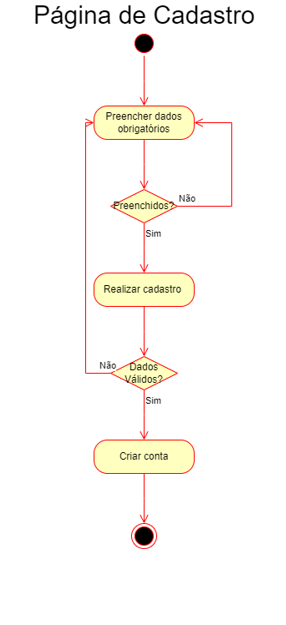 Página de Cadastro
Preencher dados
obrigatórios
Preenchidos?
Não
Sim
Realizar cadastro
Não
Dados
Válidos?
Sim
Criar conta